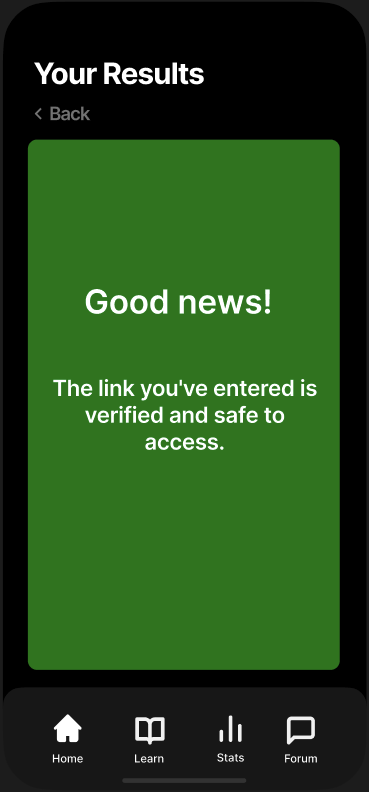 Your Results
Back
Good news!
The link you've entered is
verified and safe to
access.
Home
Learn
Stats
Forum